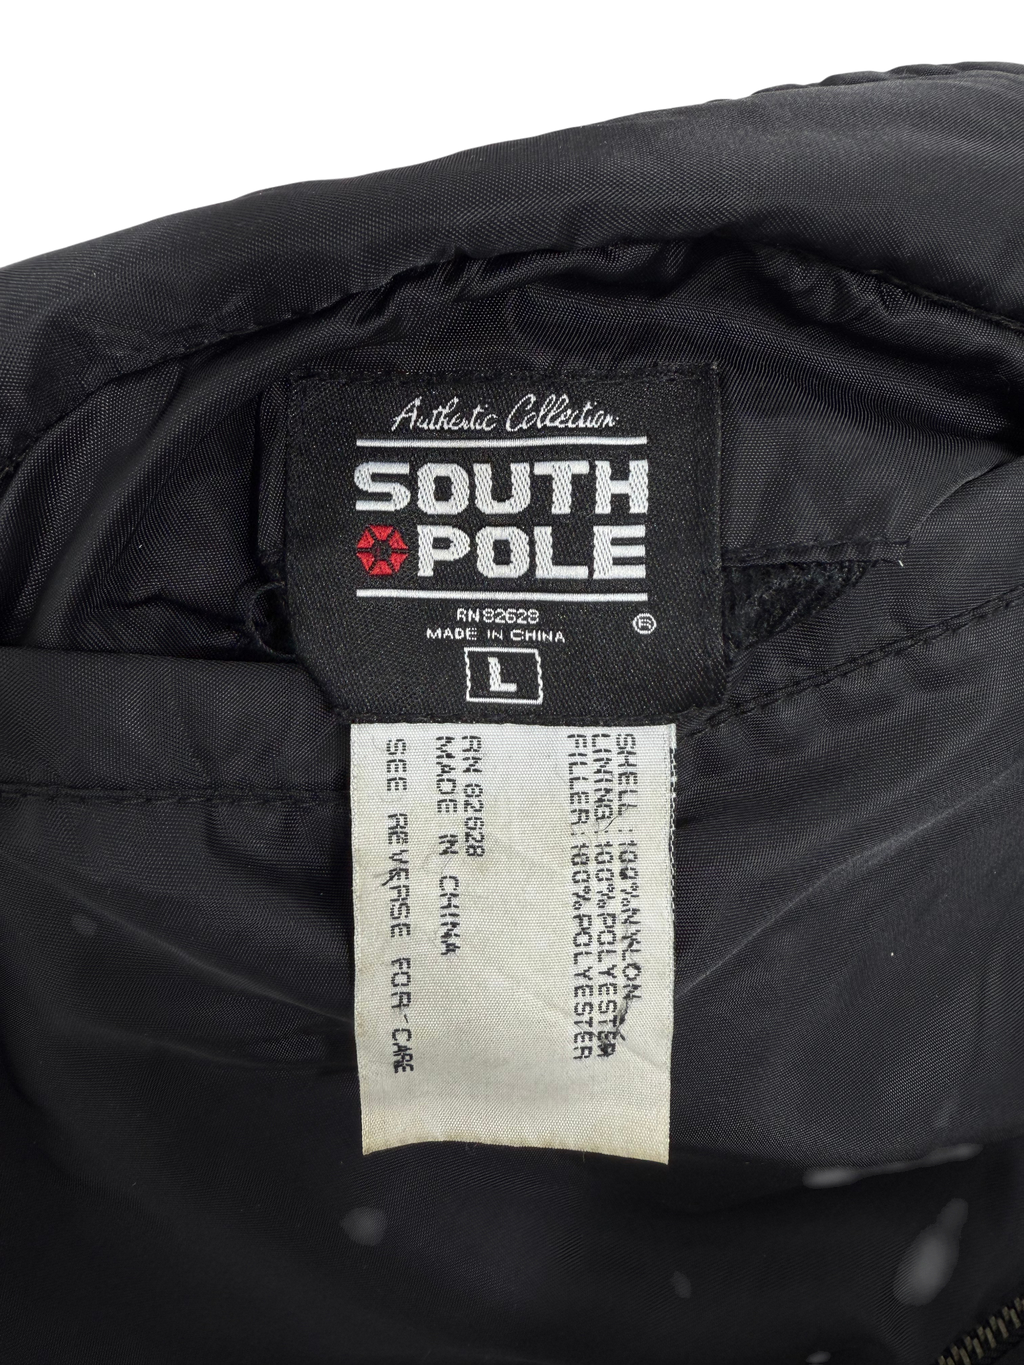 Authentic Collection
SOUTH
POLE
RN 82628
MADE IN CHINA
®
L
SHELL : 100% NYLON
LINING : 100% POLYESTER
FILLER : 100% POLYESTER
RN 82628
MADE IN CHINA
SEE REVERSE FOR CARE